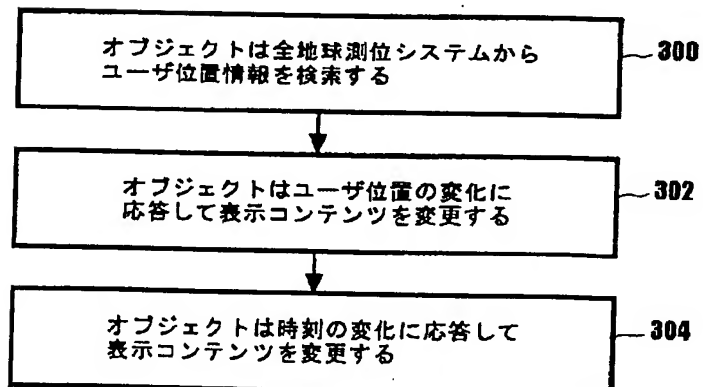 オブジェクトは全地球測位システムから
ユーザ位置情報を検索する
300
オブジェクトはユーザ位置の変化に
応答して表示コンテンツを変更する
302
オブジェクトは時刻の変化に応答して
表示コンテンツを変更する
304